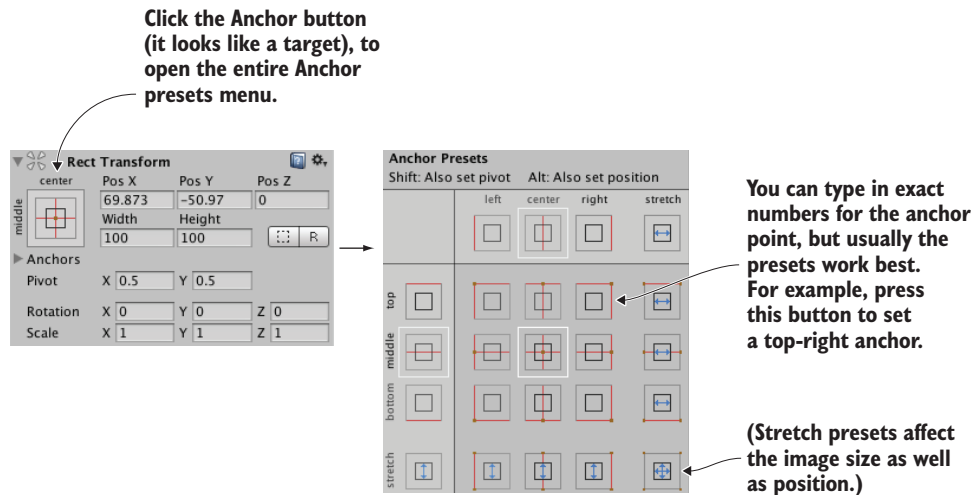 Click the Anchor button
(it looks like a target), to
open the entire Anchor
presets menu.
Rect Transform
center
Pos X Pos Y Pos Z
middle
69.873 -50.97 0
Width Height
100 100 R
Anchors
Pivot X 0.5 Y 0.5
Rotation X 0 Y 0 Z 0
Scale X 1 Y 1 Z 1
Anchor Presets
Shift: Also set pivot Alt: Also set position
left center right stretch
top
middle
bottom
stretch
You can type in exact
numbers for the anchor
point, but usually the
presets work best.
For example, press
this button to set
a top-right anchor.
(Stretch presets affect
the image size as well
as position.)